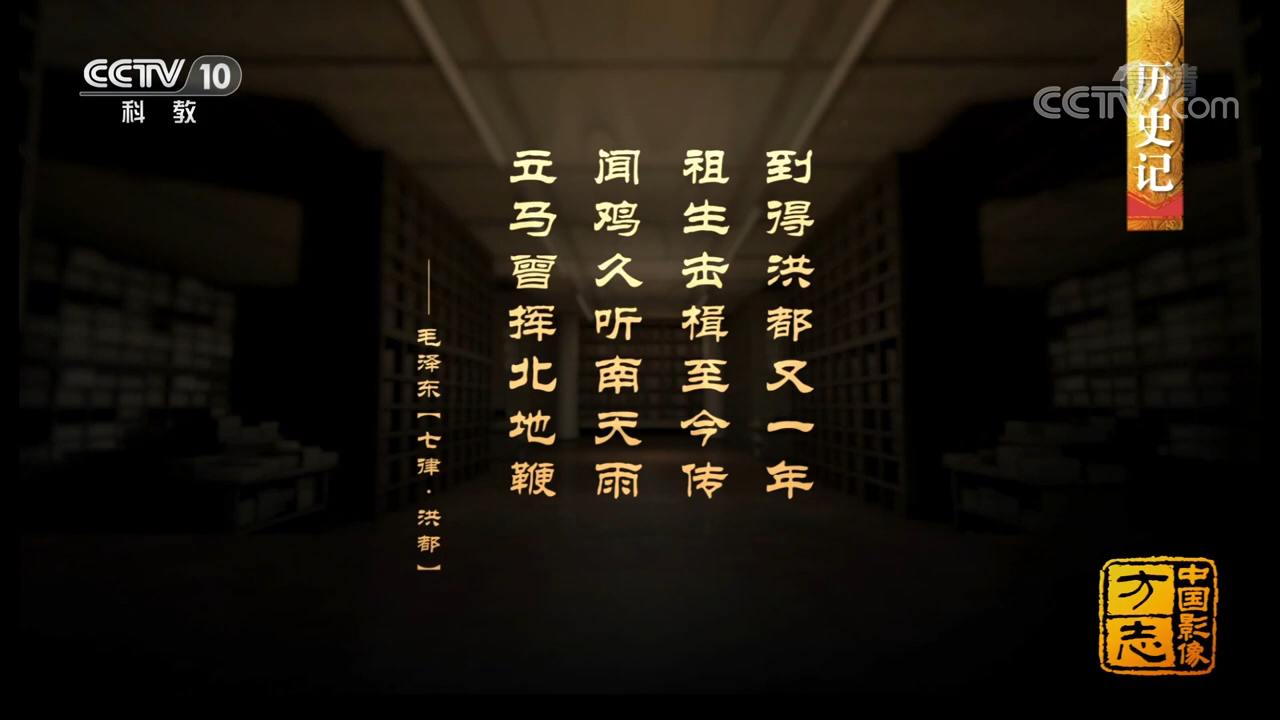 CCTV 10
科教
历史记
高清
CCTV.com
到得洪都又一年
祖生击楫至今传
闻鸡久听南天雨
立马曾挥北地鞭
——毛泽东【七律·洪都】
中国影像
方志